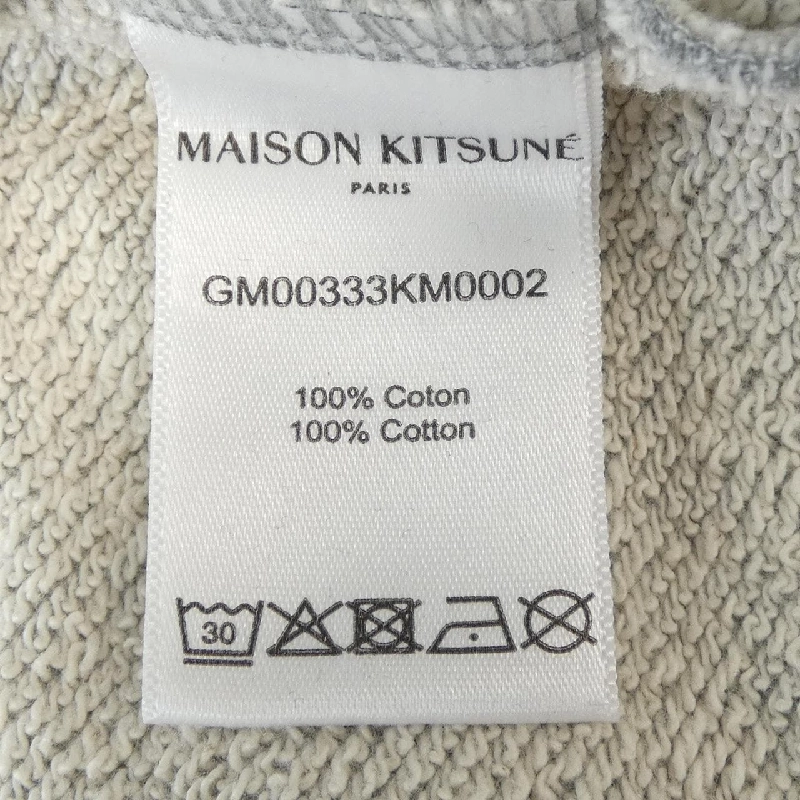 MAISON KITSUNÉ
PARIS
GM00333KM0002
100% Coton
100% Cotton
30